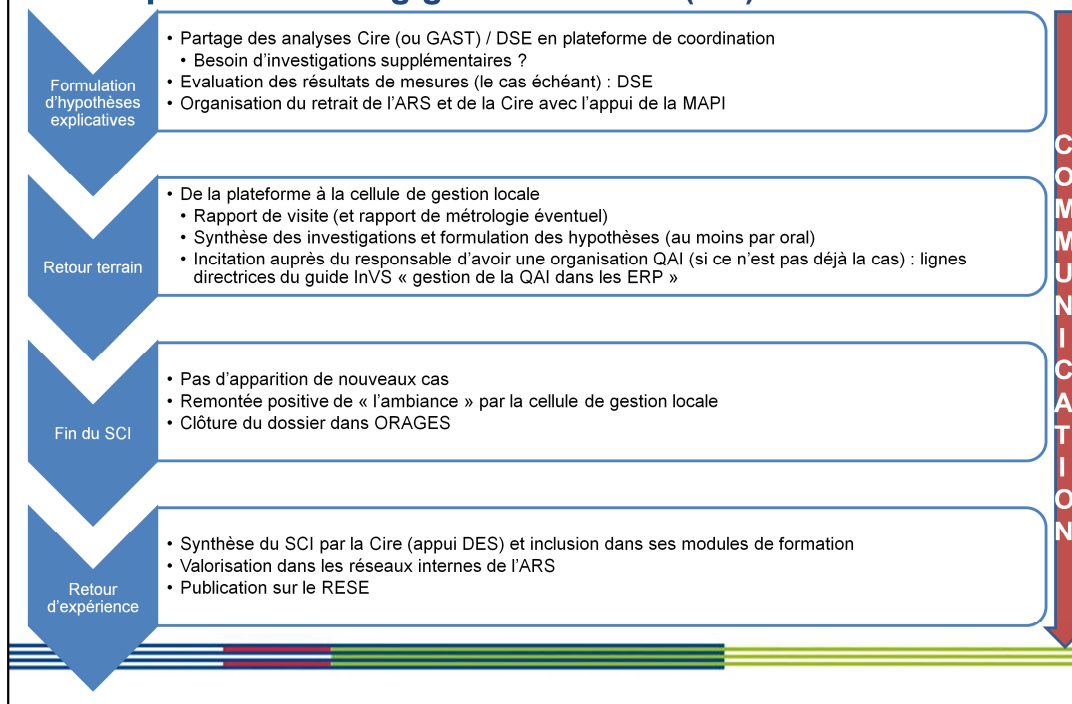 Formulation
d'hypothèses
explicatives
• Partage des analyses Cire (ou GAST) / DSE en plateforme de coordination
• Besoin d'investigations supplémentaires ?
• Evaluation des résultats de mesures (le cas échéant) : DSE
• Organisation du retrait de l'ARS et de la Cire avec l'appui de la MAPI
Retour terrain
• De la plateforme à la cellule de gestion locale
• Rapport de visite (et rapport de métrologie éventuel)
• Synthèse des investigations et formulation des hypothèses (au moins par oral)
• Incitation auprès du responsable d'avoir une organisation QAI (si ce n'est pas déjà la cas) : lignes
directrices du guide InVS « gestion de la QAI dans les ERP »
Fin du SCI
• Pas d'apparition de nouveaux cas
• Remontée positive de « l'ambiance » par la cellule de gestion locale
• Clôture du dossier dans ORAGES
Retour
d'expérience
• Synthèse du SCI par la Cire (appui DES) et inclusion dans ses modules de formation
• Valorisation dans les réseaux internes de l'ARS
• Publication sur le RESE
COMMUNICATION